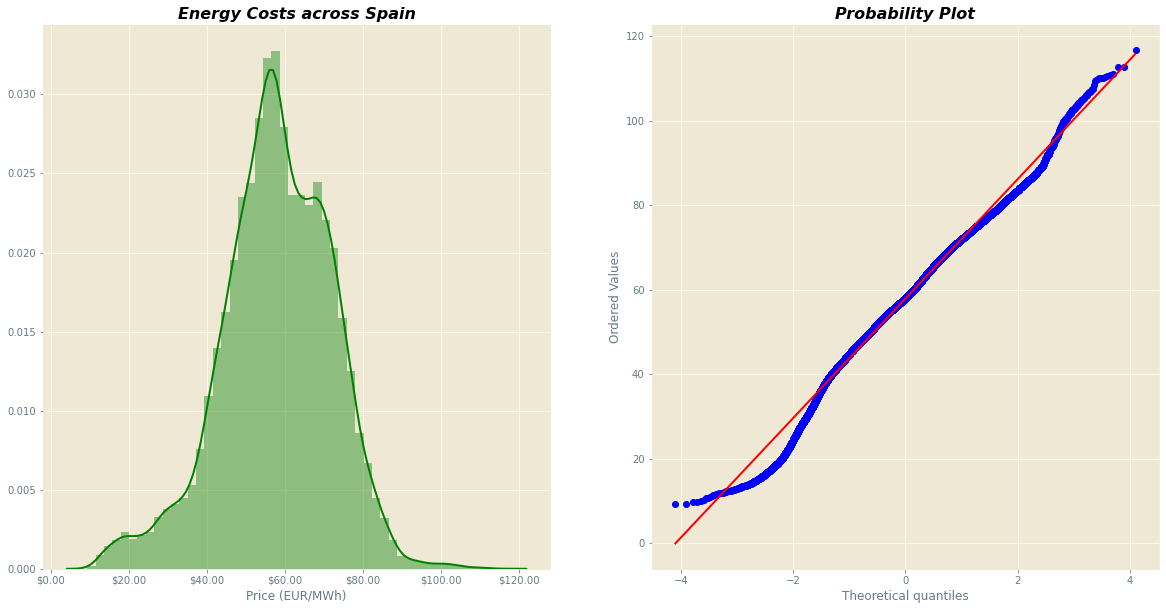 Energy Costs across Spain
0.030
0.025
0.020
0.015
0.010
0.005
0.000
$0.00 $20.00 $40.00 $60.00 $80.00 $100.00 $120.00
Price (EUR/MWh)
Probability Plot
120
100
80
60
40
20
0
Ordered Values
−4 −2 0 2 4
Theoretical quantiles